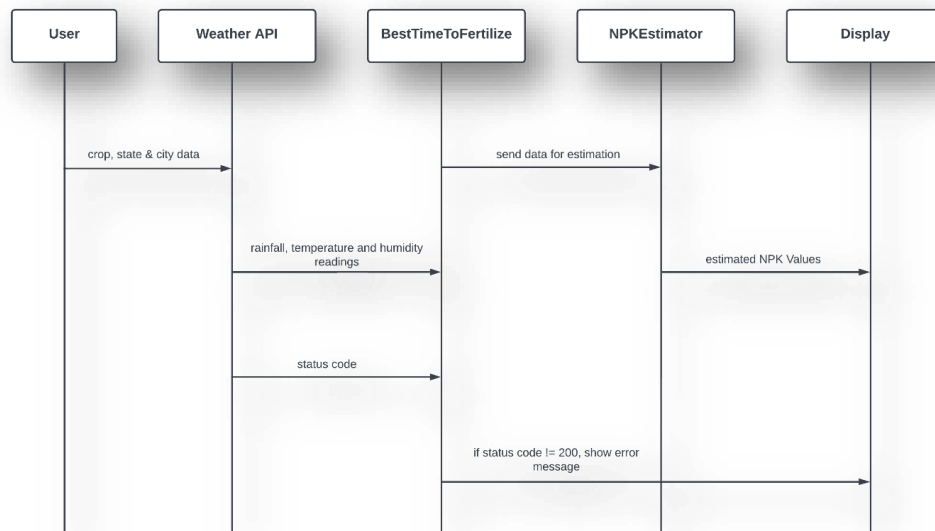 User
Weather API
BestTimeToFertilize
NPKEstimator
Display
crop, state & city data
send data for estimation
rainfall, temperature and humidity
readings
estimated NPK Values
status code
if status code != 200, show error
message